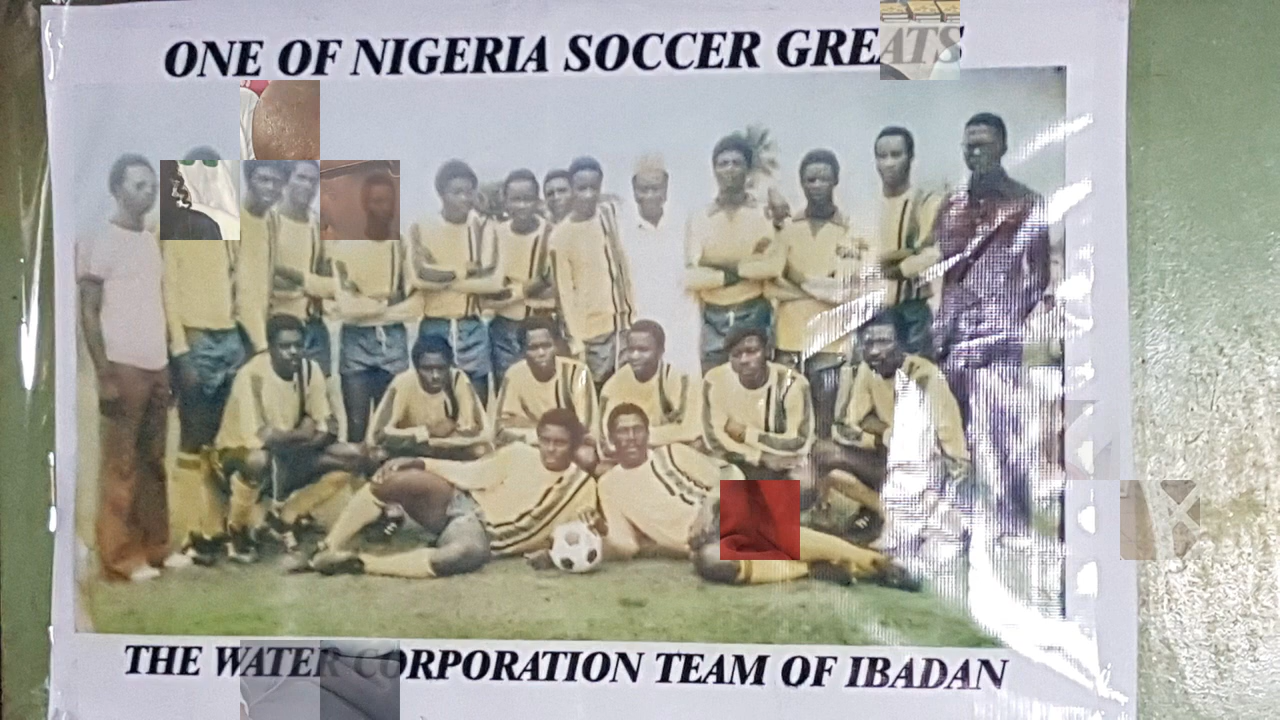 ONE OF NIGERIA SOCCER GREATS
THE WATER CORPORATION TEAM OF IBADAN